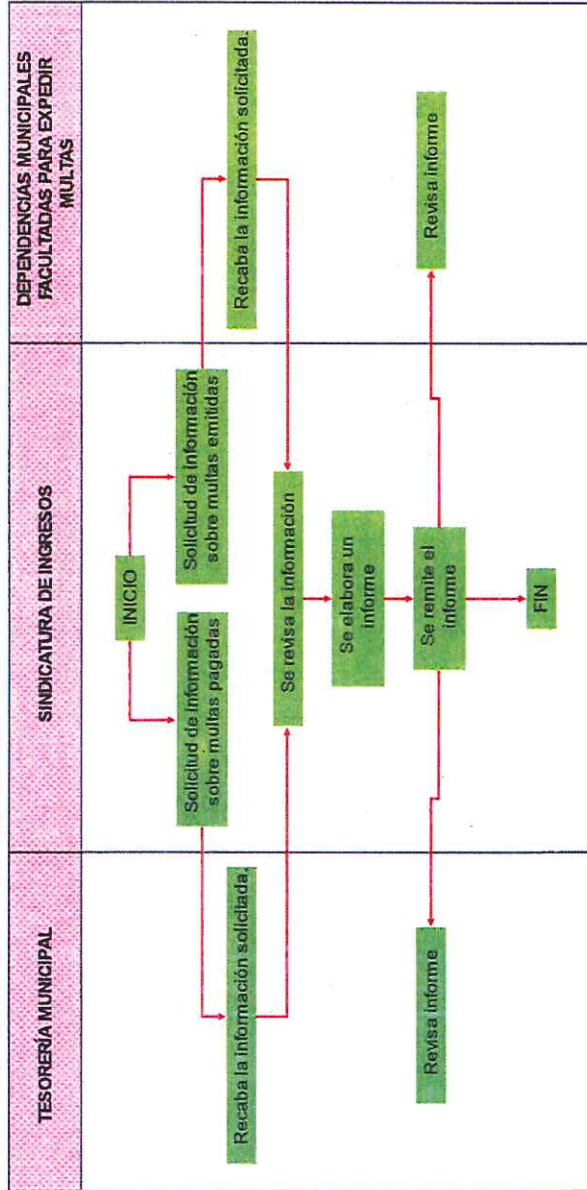 TESORERÍA MUNICIPAL
SINDICATURA DE INGRESOS
DEPENDENCIAS MUNICIPALES
FACULTADAS PARA EXPEDIR
MULTAS
INICIO
Solicitud de información
sobre multas pagadas
Solicitud de información
sobre multas emitidas
Recaba la información solicitada.
Recaba la información solicitada.
Se revisa la información
Se elabora un
informe
Se remite el
informe
Revisa informe
Revisa informe
FIN